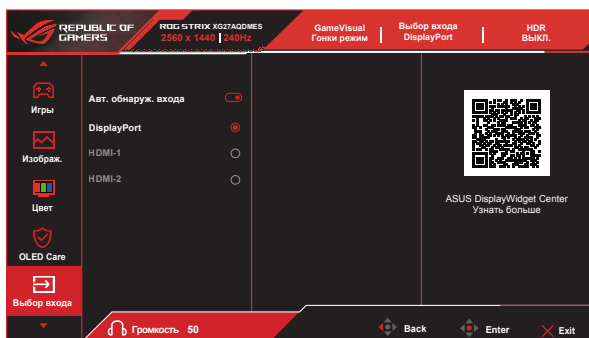 REPUBLIC OF
GAMERS
ROG STRIX XG27AQDMES
2560 x 1440 240Hz
GameVisual
Гонки режим
Выбор входа
DisplayPort
HDR
ВЫКЛ.
Игры
Изображ.
Цвет
OLED Care
Выбор входа
Авт. обнаруж. входа
DisplayPort
HDMI-1
HDMI-2
ASUS DisplayWidget Center
Узнать больше
Громкость 50
Back
Enter
Exit